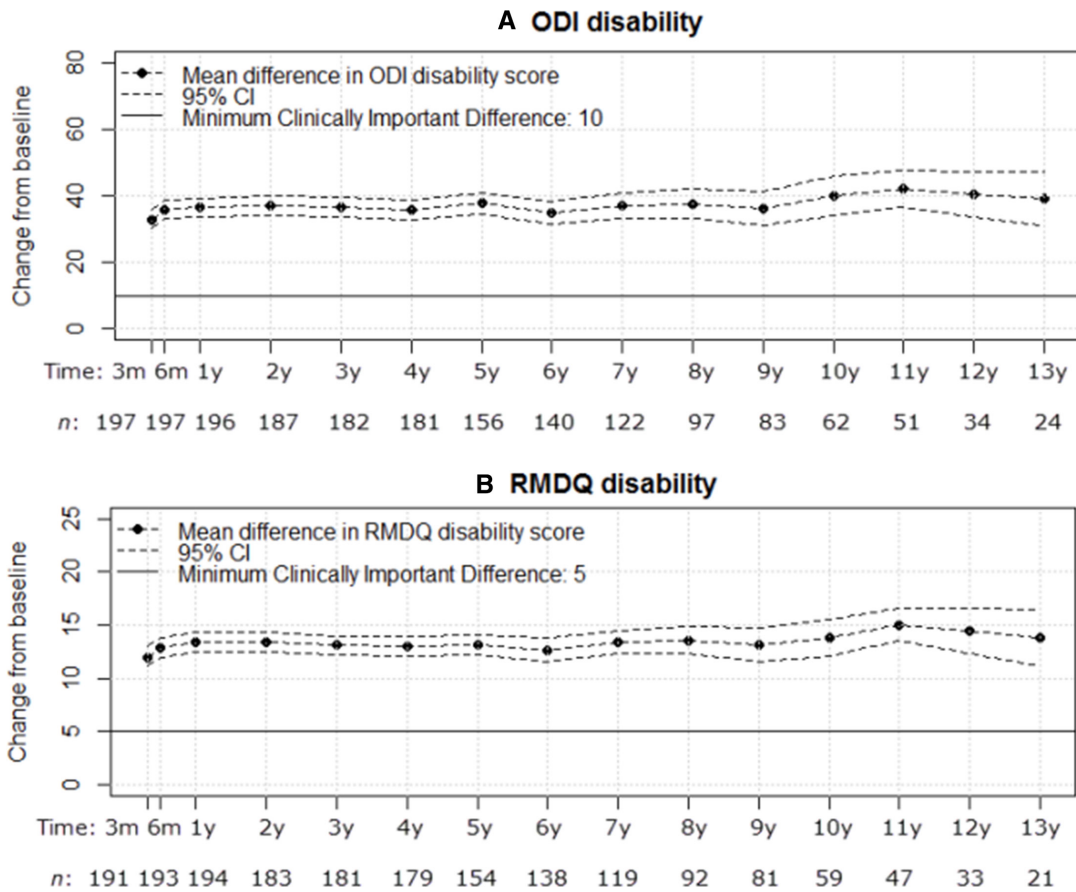 A ODI disability
Change from baseline
80
60
40
20
0
Mean difference in ODI disability score
95% CI
Minimum Clinically Important Difference: 10
Time: 3m 6m 1y 2y 3y 4y 5y 6y 7y 8y 9y 10y 11y 12y 13y
n: 197 197 196 187 182 181 156 140 122 97 83 62 51 34 24
B RMDQ disability
Change from baseline
25
20
15
10
5
0
Mean difference in RMDQ disability score
95% CI
Minimum Clinically Important Difference: 5
Time: 3m 6m 1y 2y 3y 4y 5y 6y 7y 8y 9y 10y 11y 12y 13y
n: 191 193 194 183 181 179 154 138 119 92 81 59 47 33 21